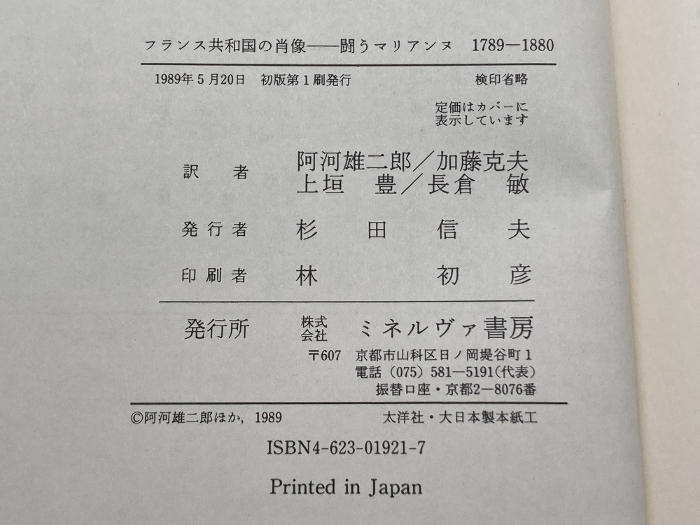 フランス共和国の肖像——闘うマリアンヌ 1789—1880
1989年5月20日 初版第1刷発行 検印省略
定価はカバーに
表示しています
訳者 阿河雄二郎／加藤克夫
上垣 豊／長倉 敏
発行者 杉田信夫
印刷者 林初彦
発行所 株式会社 ミネルヴァ書房
〒607 京都市山科区日ノ岡堤谷町1
電話 (075) 581—5191(代表)
振替口座・京都2—8076番
©阿河雄二郎ほか, 1989 太洋社・大日本製本紙工
ISBN4-623-01921-7
Printed in Japan